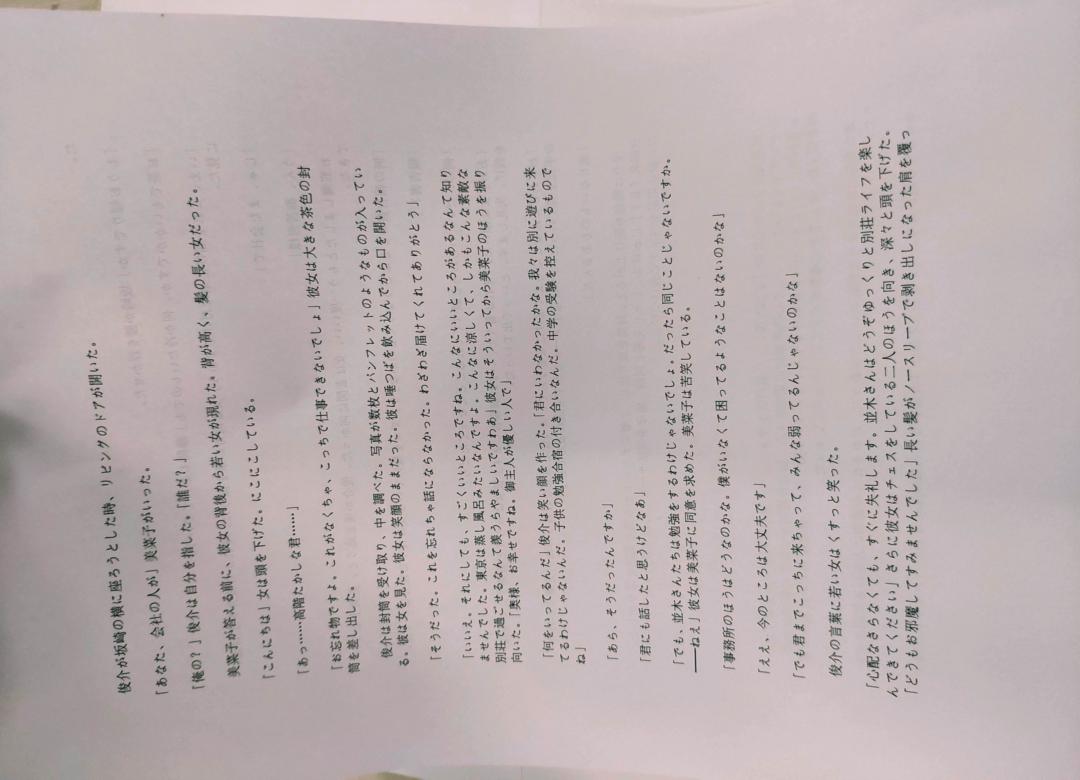 俊介が坂崎の横に座ろうとした時、リビングのドアが開いた。
「あなた、会社の人が」美菜子がいった。
「俺の？」俊介は自分を指した。「誰だ？」
美菜子が答える前に、彼女の背後から若い女が現れた。背が高く、髪の長い女だった。
「こんにちは」女は頭を下げた。にこにこしている。
「あっ……高階たかしな君……」
「お忘れ物ですよ。これがなくちゃ、こっちで仕事できないでしょ」彼女は大きな茶色の封
筒を差し出した。
俊介は封筒を受け取り、中を調べた。写真が数枚とパンフレットのようなものが入ってい
る。彼は女を見た。彼女は笑顔のままだった。彼は唾つばを飲み込んでから口を開いた。
「そうだった。これを忘れちゃ話にならなかった。わざわざ届けてくれてありがとう」
「いいえ。それにしても、すごくいいところですね。こんなにいいところがあるなんて知り
ませんでした。東京は蒸し風呂みたいなんですよ。こんなに涼しくて、しかもこんな素敵な
別荘で過ごせるなんて羨うらやましいですわあ」彼女はそういってから美菜子のほうを振り
向いた。「奥様、お幸せですね。御主人が優しい人で」
「何をいってるんだ」俊介は笑い顔を作った。「君にいわなかったかな。我々は別に遊びに来
てるわけじゃないんだ。子供の勉強合宿の付き合いなんだ。中学の受験を控えているもので
ね」
「あら、そうだったんですか」
「君にも話したと思うけどなあ」
「でも、並木さんたちは勉強をするわけじゃないでしょ。だったら同じことじゃないですか。
――ねえ」彼女は美菜子に同意を求めた。美菜子は苦笑している。
「事務所のほうはどうなのかな。僕がいなくて困ってるようなことはないのかな」
「ええ、今のところは大丈夫です」
「でも君までこっちに来ちゃって、みんな弱ってるんじゃないのかな」
俊介の言葉に若い女はくすっと笑った。
「心配なさらなくても、すぐに失礼します。並木さんはどうぞゆっくりと別荘ライフを楽し
んできてください」さらに彼女はチェスをしている二人のほうを向き、深々と頭を下げた。
「どうもお邪魔してすみませんでした」長い髪がノースリーブで剥き出しになった肩を覆っ